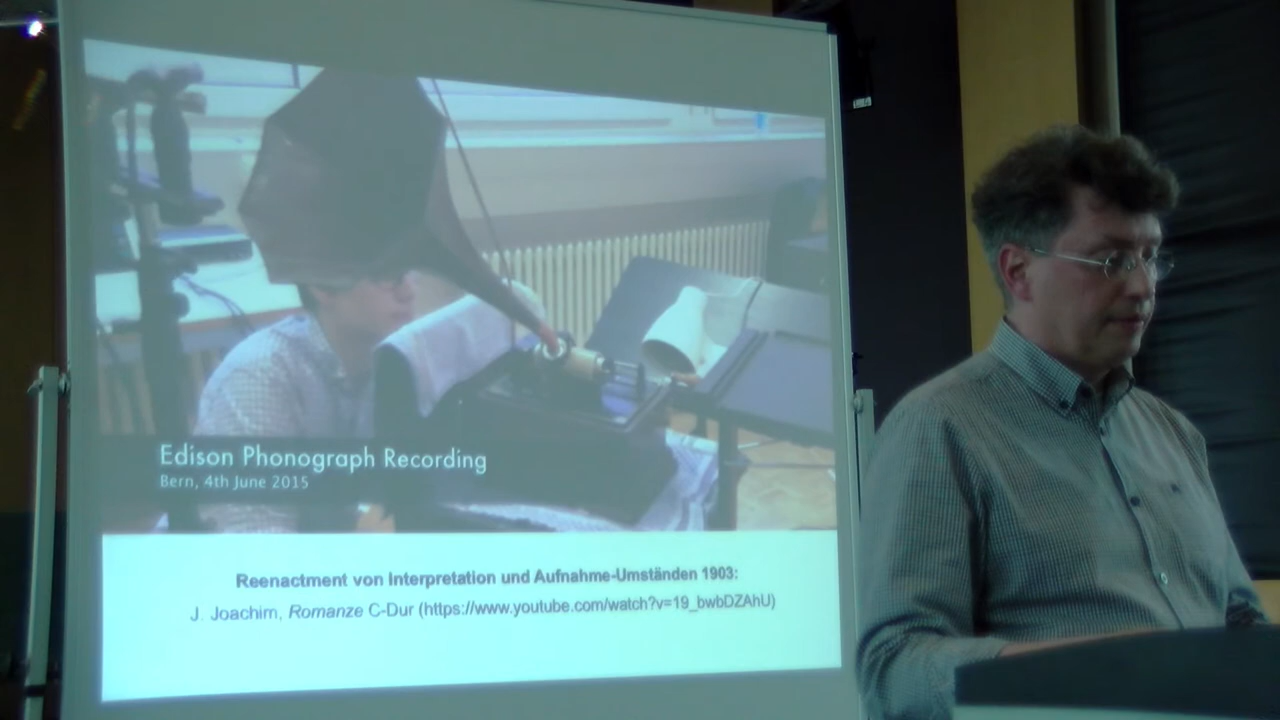 Edison Phonograph Recording
Bern, 4th June 2015
Reenactment von Interpretation und Aufnahme-Umständen 1903:
J. Joachim, Romanze C-Dur (https://www.youtube.com/watch?v=19_bwbDZAhU)